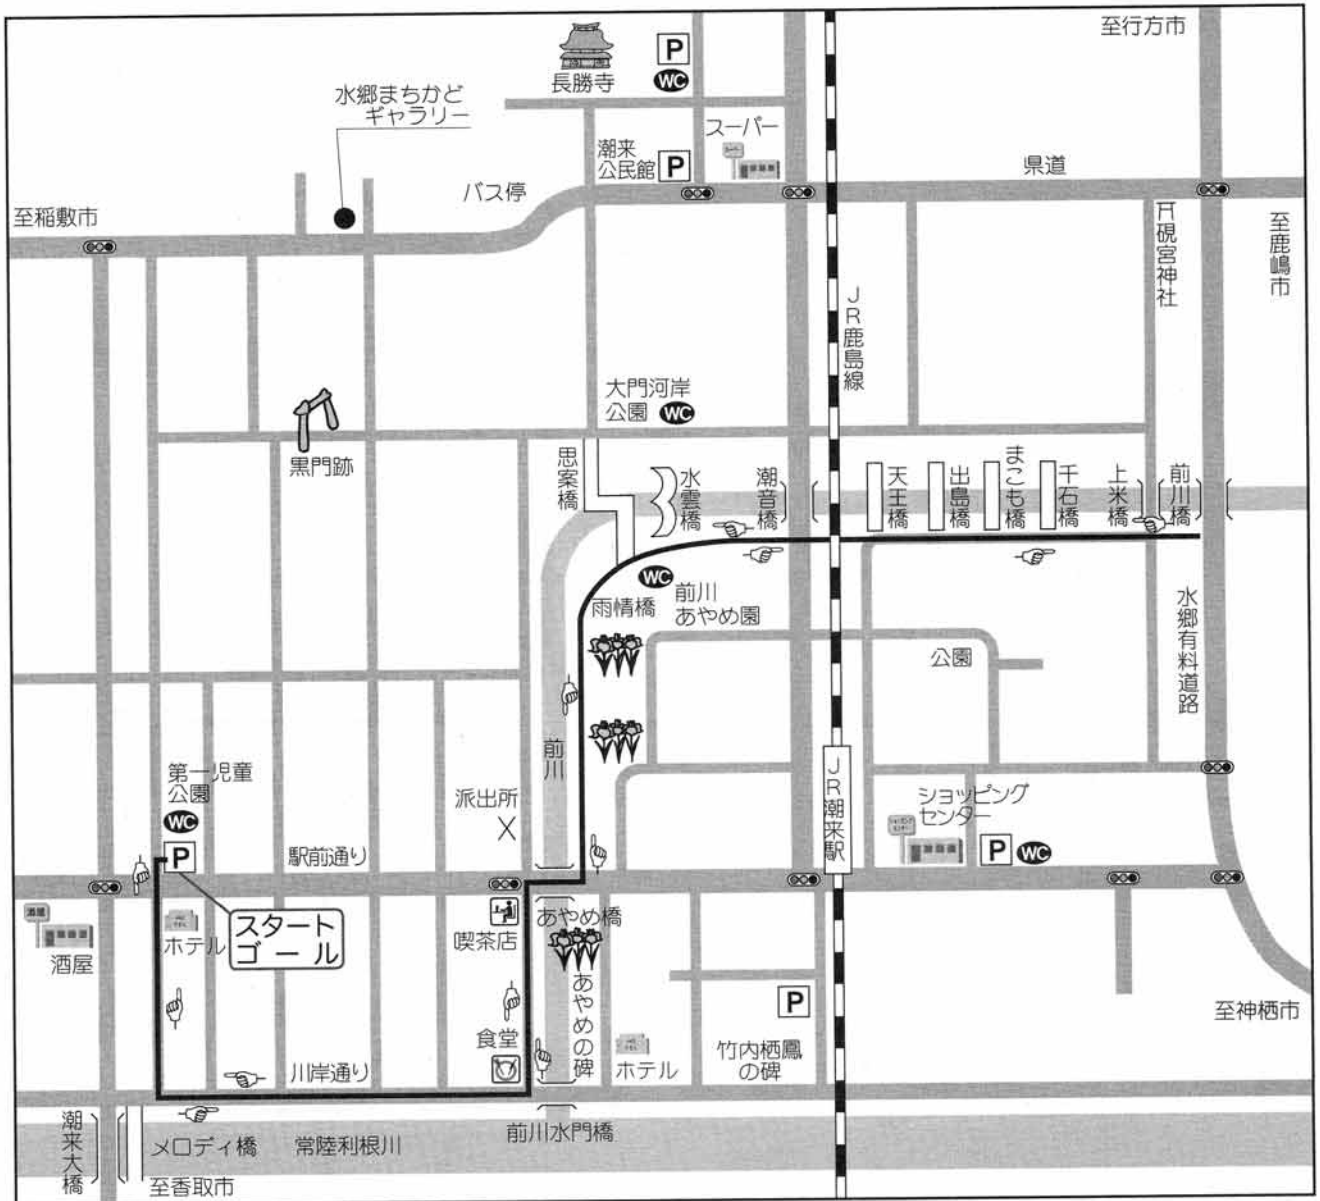 至行方市
P
長勝寺
WC
水郷まちかど
ギャラリー
スーパー
潮来
公民館
P
県道
バス停
至稲敷市
硯宮神社
至鹿嶋市
JR鹿島線
大門河岸
公園
WC
黒門跡
思案橋
水雲橋
潮音橋
天王橋
出島橋
まこも橋
千石橋
上米橋
前川橋
WC
前川
あやめ園
雨情橋
水郷有料道路
公園
前川
第一児童
公園
WC
P
派出所
駅前通り
JR潮来駅
ショッピング
センター
P
WC
スタート
ゴール
ホテル
酒屋
酒屋
喫茶店
あやめ橋
あやめの碑
P
至神栖市
食堂
ホテル
竹内栖鳳
の碑
川岸通り
潮来大橋
メロディ橋
常陸利根川
前川水門橋
至香取市